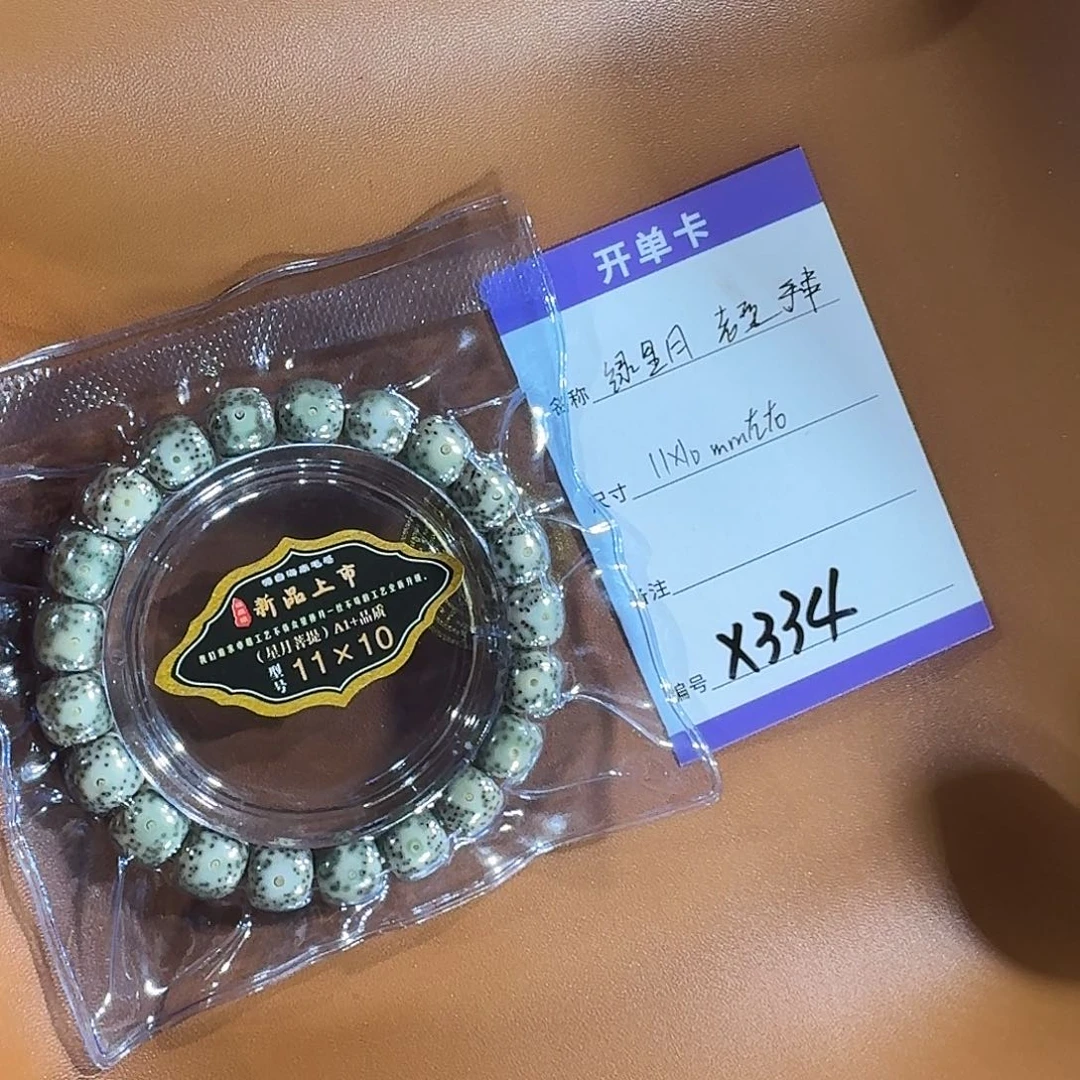 开单卡
名称 绿星月 老型 手串
尺寸 11X10 mm左右
备注
编号 X334
新品上市
(星月菩提) A1+品质
型号 11×10